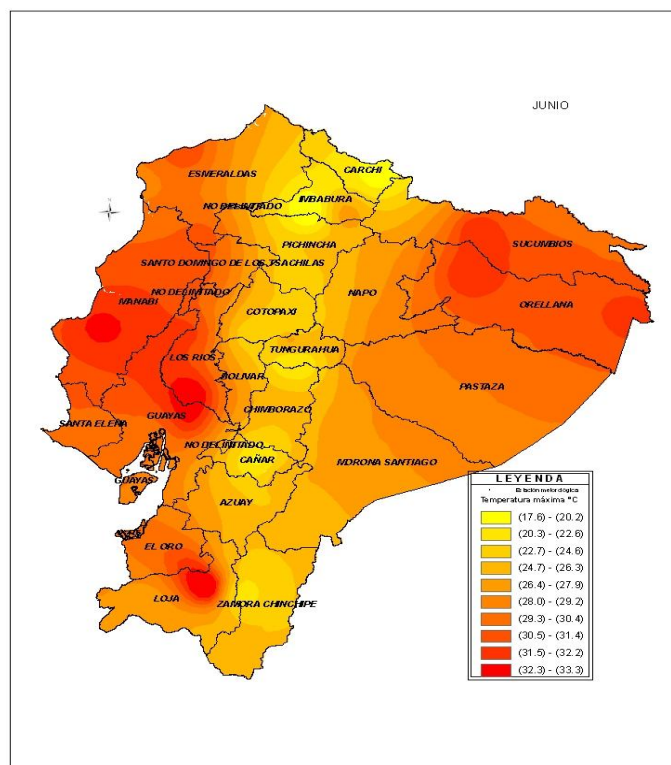 JUNIO
CARCHI
ESMERALDAS
IMBABURA
NO DELIMITADO
PICHINCHA
SUCUMBIOS
SANTO DOMINGO DE LOS TSACHILAS
NAPO
NO DELIMITADO
MANABI
ORELLANA
COTOPAXI
TUNGURAHUA
LOS RIOS
BOLIVAR
PASTAZA
CHIMBORAZO
SANTA ELENA
GUAYAS
NO DELIMITADO
CAÑAR
MORONA SANTIAGO
GUAYAS
AZUAY
EL ORO
LOJA
ZAMORA CHINCHIPE
LEYENDA
Estación meteorológica
Temperatura máxima °C
(17.6) - (20.2)
(20.3) - (22.6)
(22.7) - (24.6)
(24.7) - (26.3)
(26.4) - (27.9)
(28.0) - (29.2)
(29.3) - (30.4)
(30.5) - (31.4)
(31.5) - (32.2)
(32.3) - (33.3)